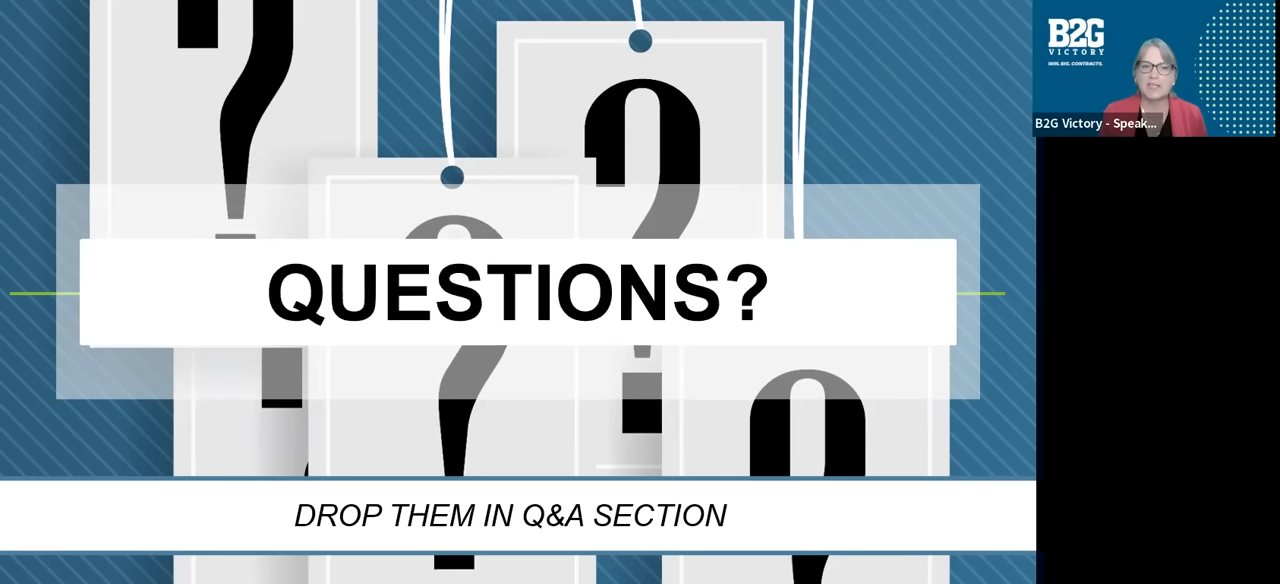 QUESTIONS?
DROP THEM IN Q&A SECTION
B2G
VICTORY
WIN. BIG. CONTRACTS.
B2G Victory - Speak...